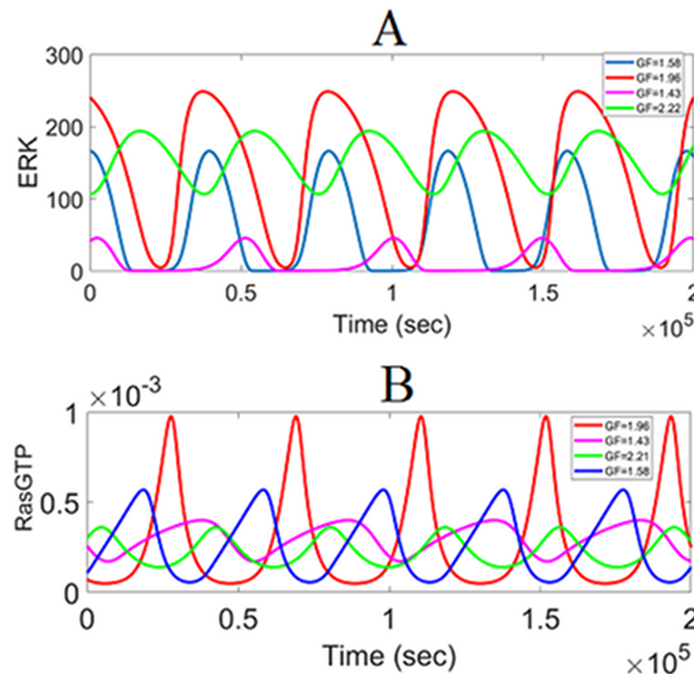 A
300
200
100
0
ERK
GF=1.58
GF=1.96
GF=1.43
GF=2.22
0 0.5 1 1.5 2
Time (sec)
×10⁵
B
×10⁻³
1
0.5
0
RasGTP
GF=1.96
GF=1.43
GF=2.21
GF=1.58
0 0.5 1 1.5 2
Time (sec)
×10⁵